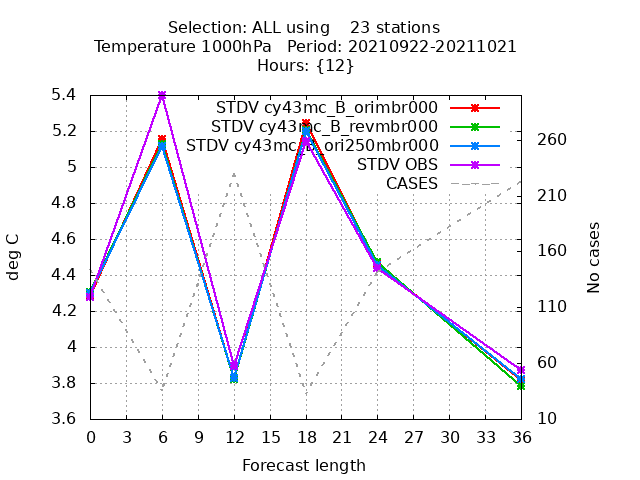 Selection: ALL using    23 stations
Temperature 1000hPa   Period: 20210922-20211021
Hours: {12}
STDV cy43mc_B_orimbr000
STDV cy43mc_B_revmbr000
STDV cy43mc_B_ori250mbr000
STDV OBS
CASES
5.4
5.2
5
4.8
4.6
4.4
4.2
4
3.8
3.6
deg C
260
210
160
110
60
10
No cases
0 3 6 9 12 15 18 21 24 27 30 33 36
Forecast length